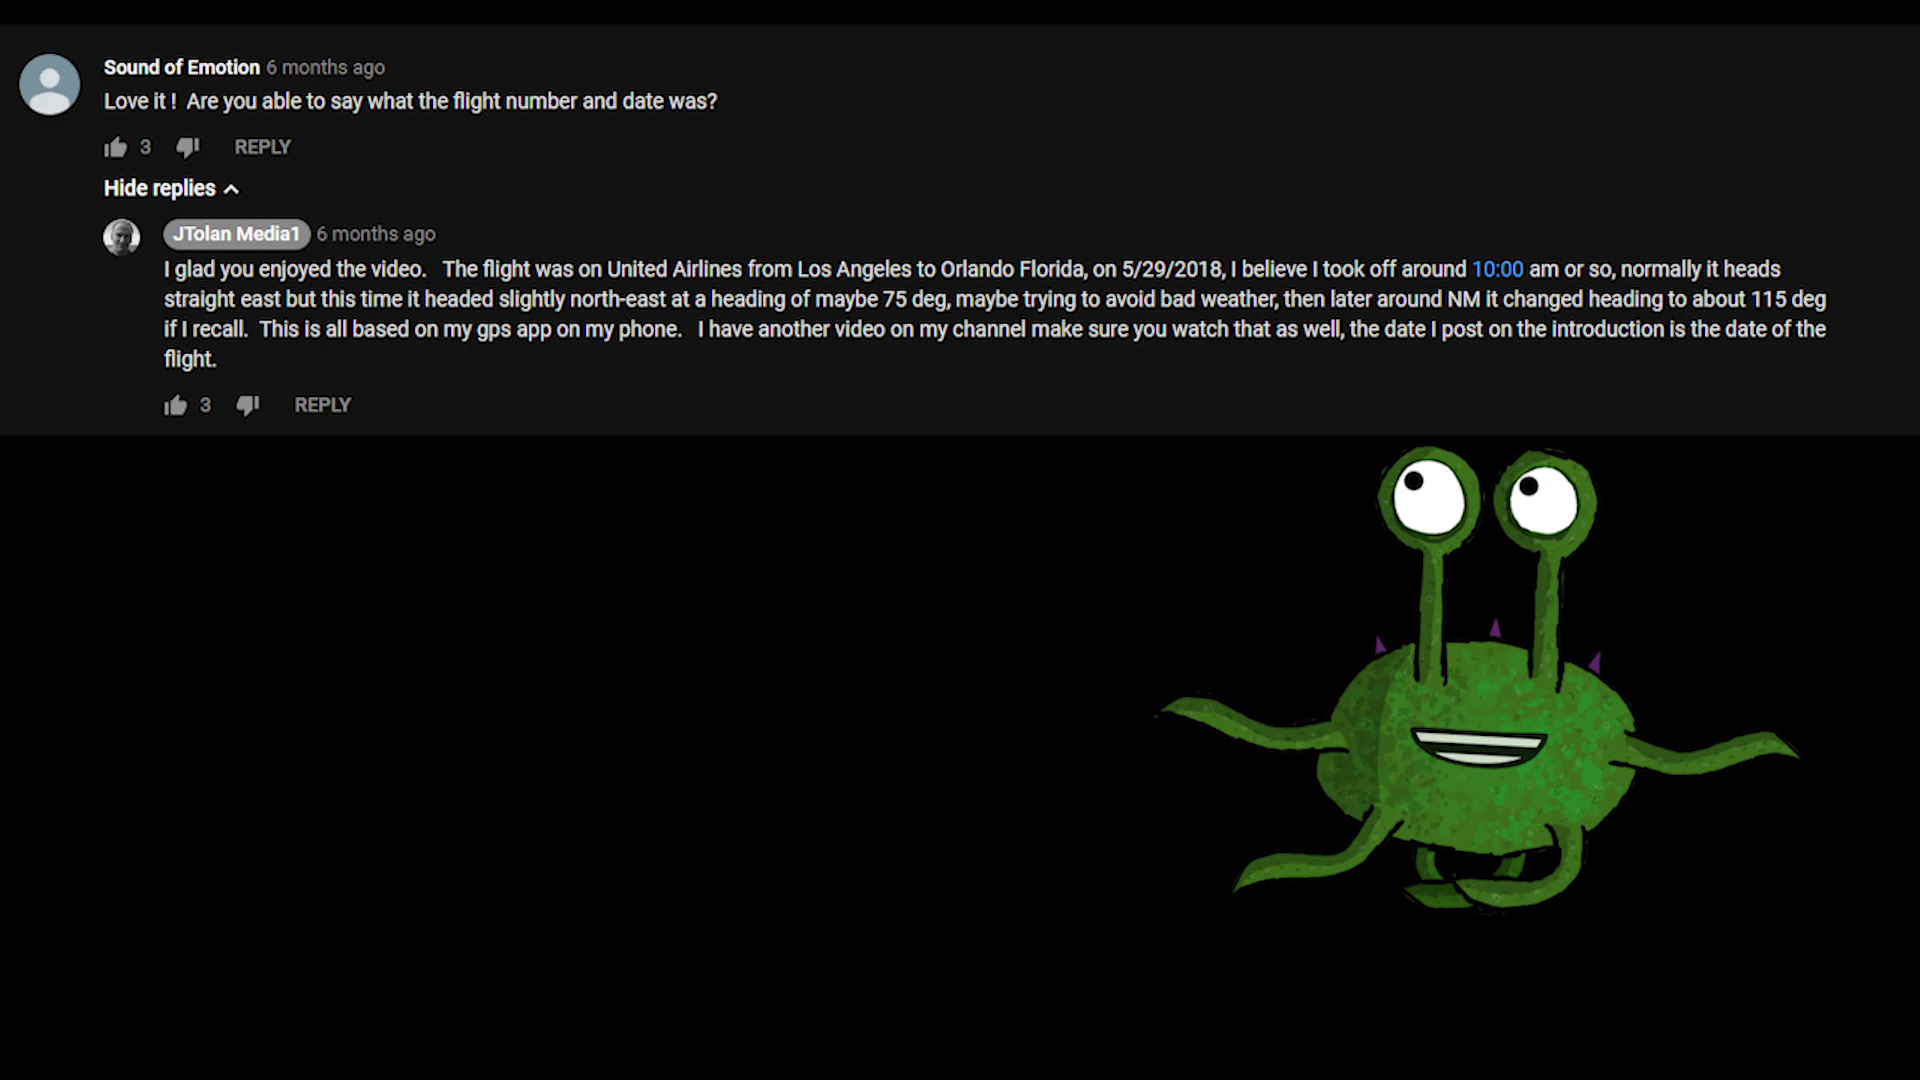 Sound of Emotion 6 months ago
Love it ! Are you able to say what the flight number and date was?
3 REPLY
Hide replies
JTolan Media1 6 months ago
I glad you enjoyed the video. The flight was on United Airlines from Los Angeles to Orlando Florida, on 5/29/2018, I believe I took off around 10:00 am or so, normally it heads
straight east but this time it headed slightly north-east at a heading of maybe 75 deg, maybe trying to avoid bad weather, then later around NM it changed heading to about 115 deg
if I recall. This is all based on my gps app on my phone. I have another video on my channel make sure you watch that as well, the date I post on the introduction is the date of the
flight.
3 REPLY